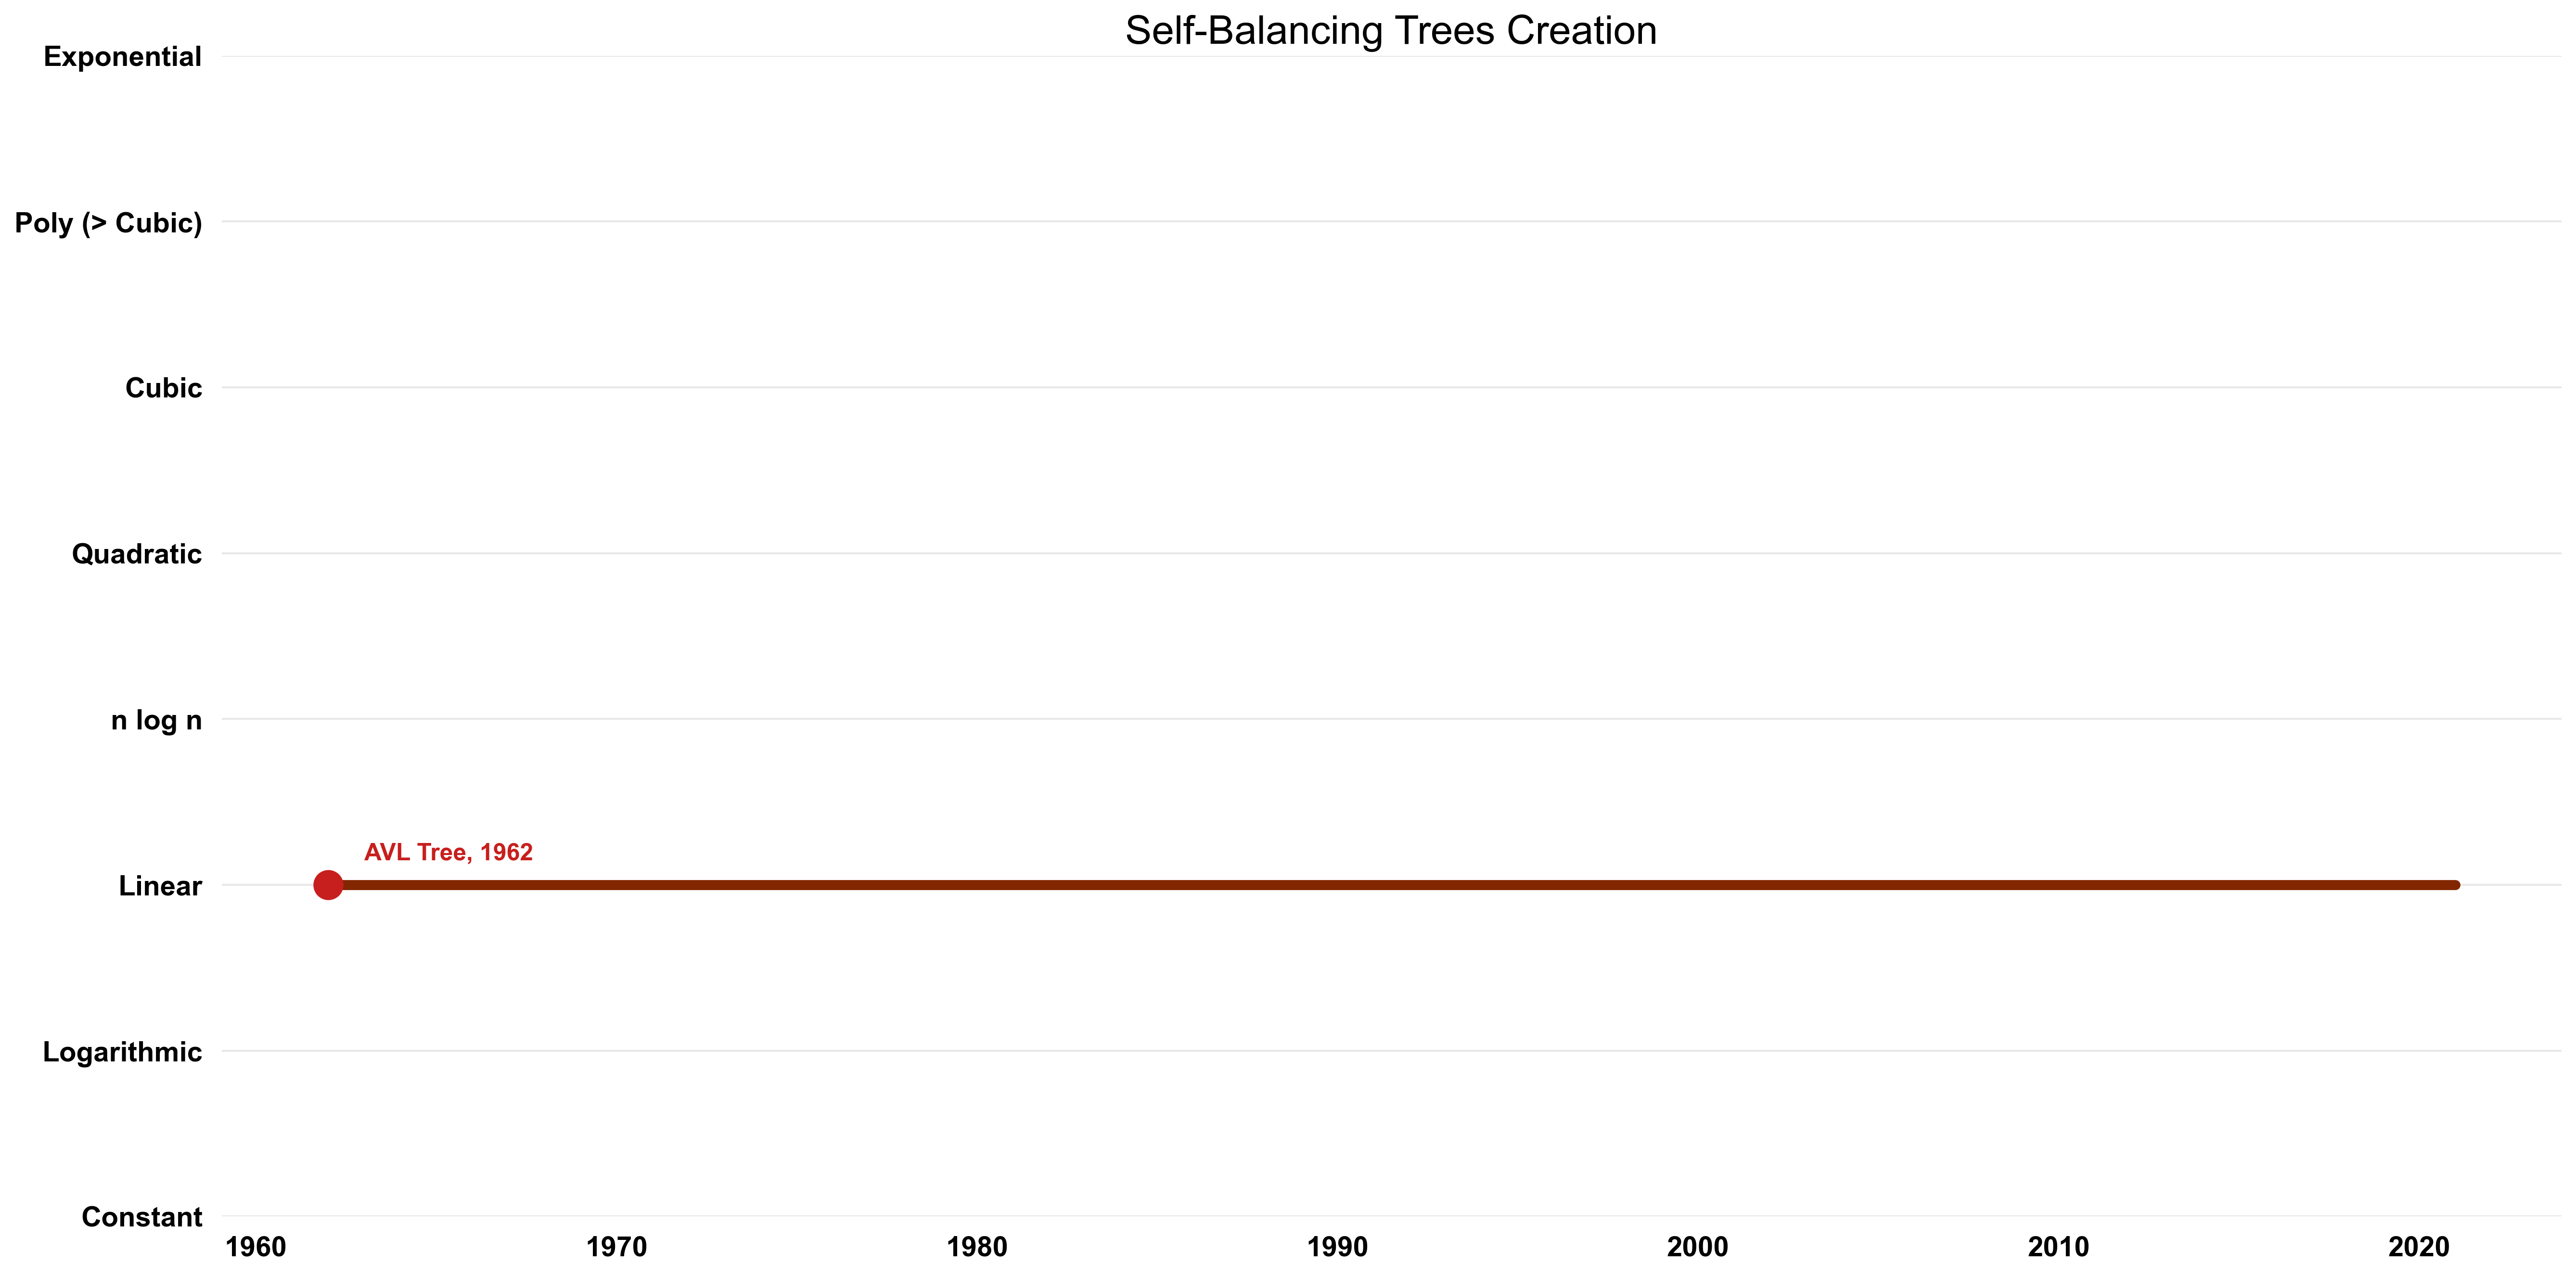 Self-Balancing Trees Creation
Exponential
Poly (> Cubic)
Cubic
Quadratic
n log n
AVL Tree, 1962
Linear
Logarithmic
Constant
1960 1970 1980 1990 2000 2010 2020